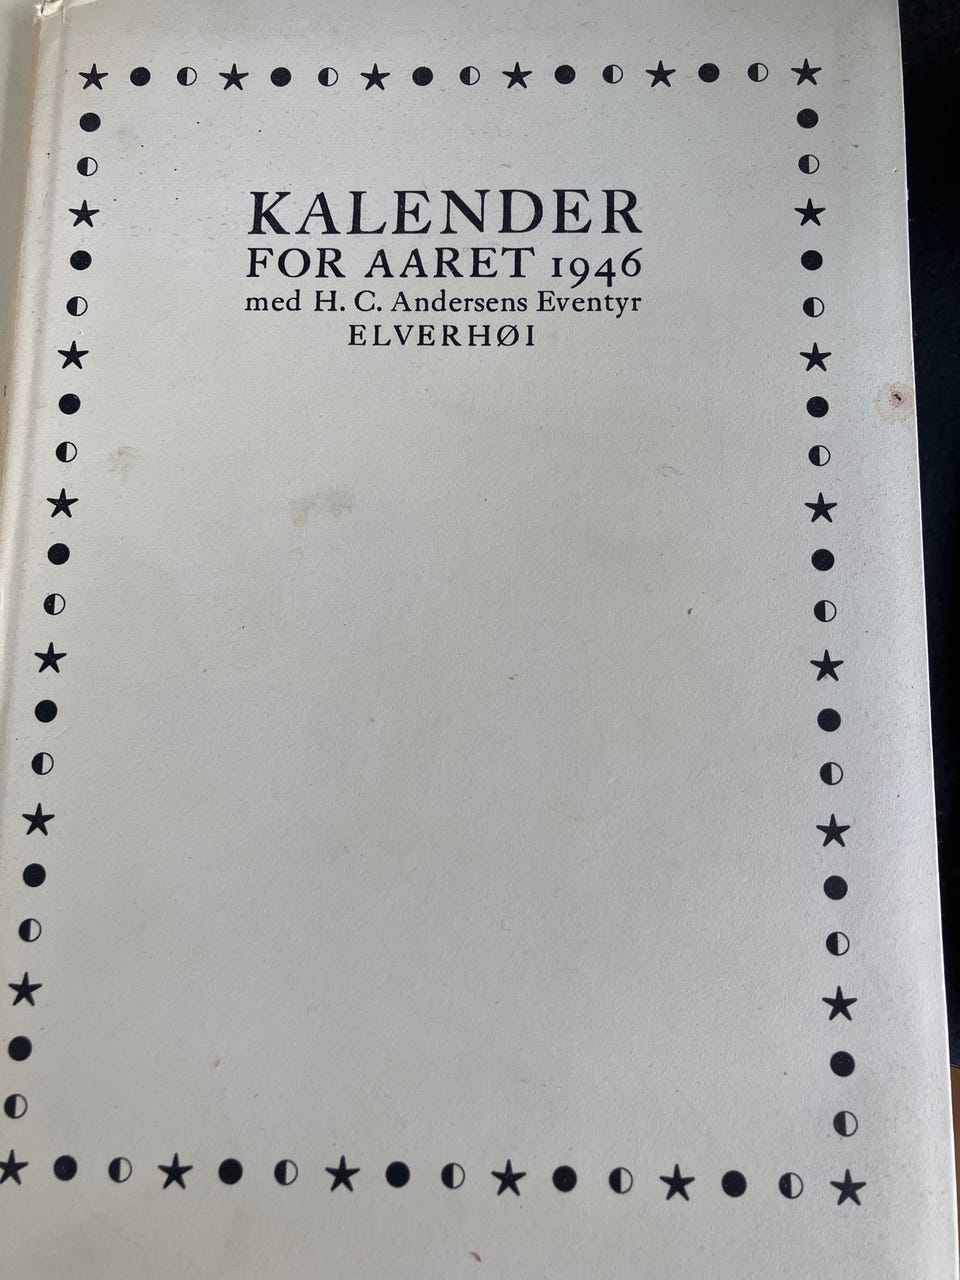 KALENDER
FOR AARET 1946
med H. C. Andersens Eventyr
ELVERHØI